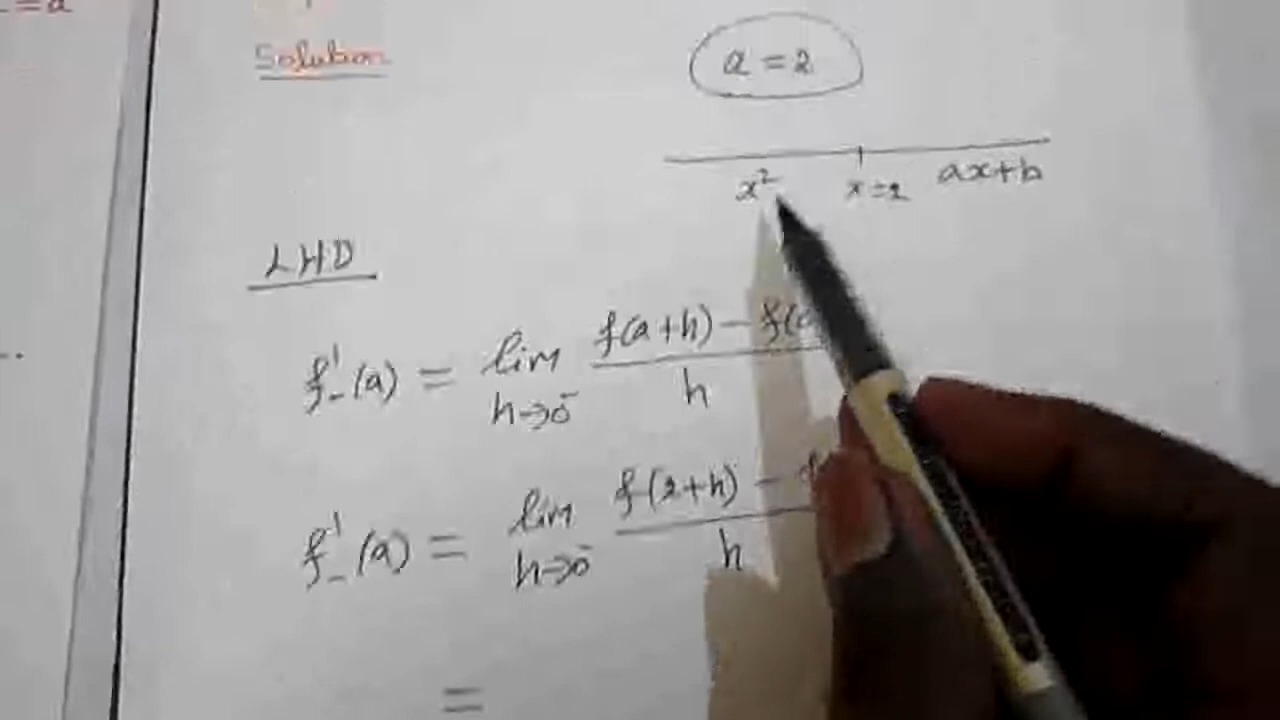 =a
Solution
a = 2
x² x=2 ax+b
LHD
f'₋(a) = lim h→0⁻ f(a+h) − f( / h
f'₋(a) = lim h→0⁻ f(2+h) − / h
=